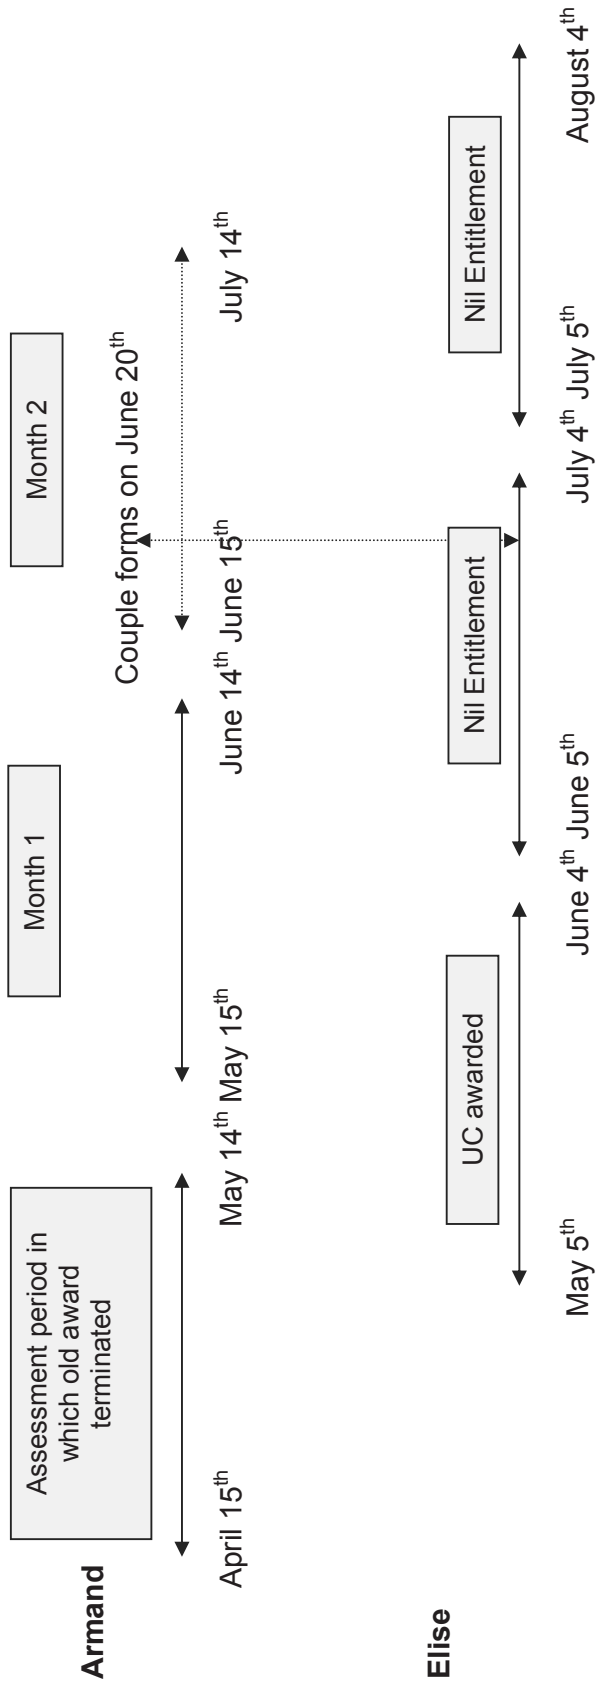 Armand
Assessment period in
which old award
terminated
Month 1
Month 2
Couple forms on June 20th
April 15th
May 14th May 15th
June 14th June 15th
July 14th
Elise
UC awarded
Nil Entitlement
Nil Entitlement
May 5th
June 4th June 5th
July 4th July 5th
August 4th